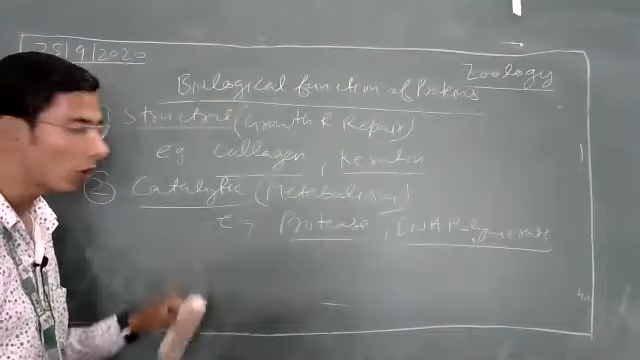 25/9/2020
Zoology
Biological function of Proteins
Structural (Growth & Repair)
eg Collagen, Keratin
② Catalytic (Metabolism)
eg Protease, DNA Polymerase